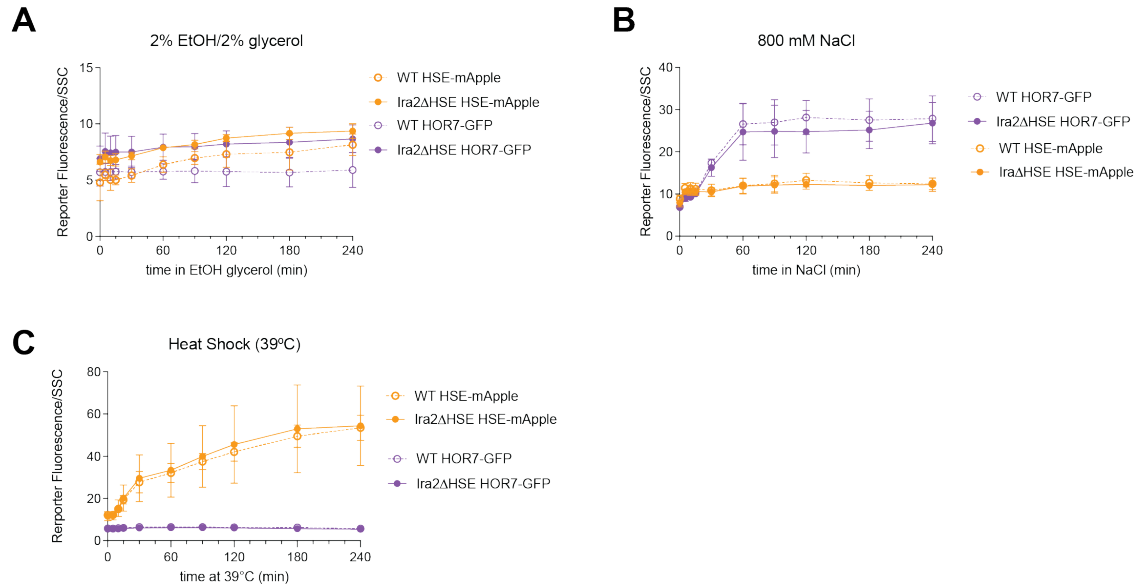 A
2% EtOH/2% glycerol
Reporter Fluorescence/SSC
15
10
5
0
0
60
120
180
240
time in EtOH glycerol (min)
WT HSE-mApple
Ira2ΔHSE HSE-mApple
WT HOR7-GFP
Ira2ΔHSE HOR7-GFP
B
800 mM NaCl
Reporter Fluorescence/SSC
40
30
20
10
0
0
60
120
180
240
time in NaCl (min)
WT HOR7-GFP
Ira2ΔHSE HOR7-GFP
WT HSE-mApple
IraΔHSE HSE-mApple
C
Heat Shock (39ºC)
Rerporter Fluorescence/SSC
80
60
40
20
0
0
60
120
180
240
time at 39°C (min)
WT HSE-mApple
Ira2ΔHSE HSE-mApple
WT HOR7-GFP
Ira2ΔHSE HOR7-GFP